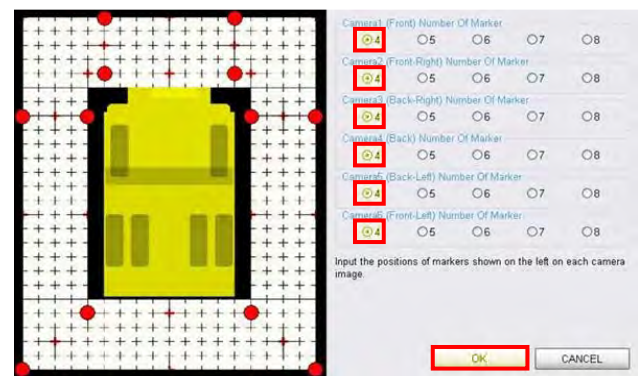 Camera1 (Front) Number Of Marker
4 5 6 7 8
Camera2 (Front-Right) Number Of Marker
4 5 6 7 8
Camera3 (Back-Right) Number Of Marker
4 5 6 7 8
Camera4 (Back) Number Of Marker
4 5 6 7 8
Camera5 (Back-Left) Number Of Marker
4 5 6 7 8
Camera6 (Front-Left) Number Of Marker
4 5 6 7 8
Input the positions of markers shown on the left on each camera
image.
OK CANCEL